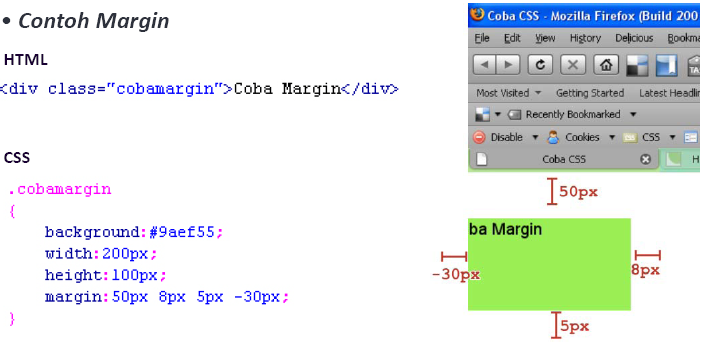 • Contoh Margin
HTML
<div class="cobamargin">Coba Margin</div>
CSS
.cobamargin
{
background:#9aef55;
width:200px;
height:100px;
margin:50px 8px 5px -30px;
}
Coba CSS - Mozilla Firefox (Build 200
File Edit View History Delicious Bookma
TA
Most Visited Getting Started Latest Headlin
Recently Bookmarked
Disable Cookies CSS
Coba CSS H
50px
ba Margin
-30px
8px
5px